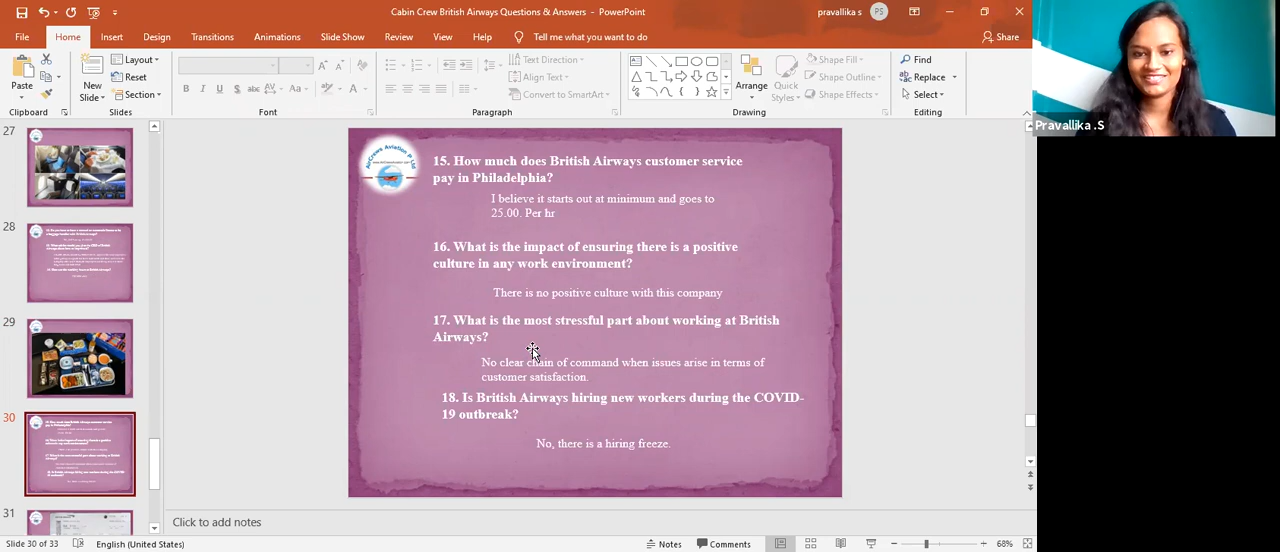 Cabin Crew British Airways Questions & Answers - PowerPoint
pravallika s
PS
File
Home
Insert
Design
Transitions
Animations
Slide Show
Review
View
Help
Tell me what you want to do
Share
Paste
Clipboard
New
Slide
Layout
Reset
Section
Slides
B I U S abc AV Aa A
Font
Text Direction
Align Text
Convert to SmartArt
Paragraph
Arrange
Quick
Styles
Shape Fill
Shape Outline
Shape Effects
Drawing
Find
Replace
Select
Editing
Pravallika .S
27
28
29
30
31
AirCrews Aviation P Ltd
15. How much does British Airways customer service
pay in Philadelphia?
I believe it starts out at minimum and goes to
25.00. Per hr
16. What is the impact of ensuring there is a positive
culture in any work environment?
There is no positive culture with this company
17. What is the most stressful part about working at British
Airways?
No clear chain of command when issues arise in terms of
customer satisfaction.
18. Is British Airways hiring new workers during the COVID-
19 outbreak?
No, there is a hiring freeze.
Click to add notes
Slide 30 of 33
English (United States)
Notes
Comments
68%